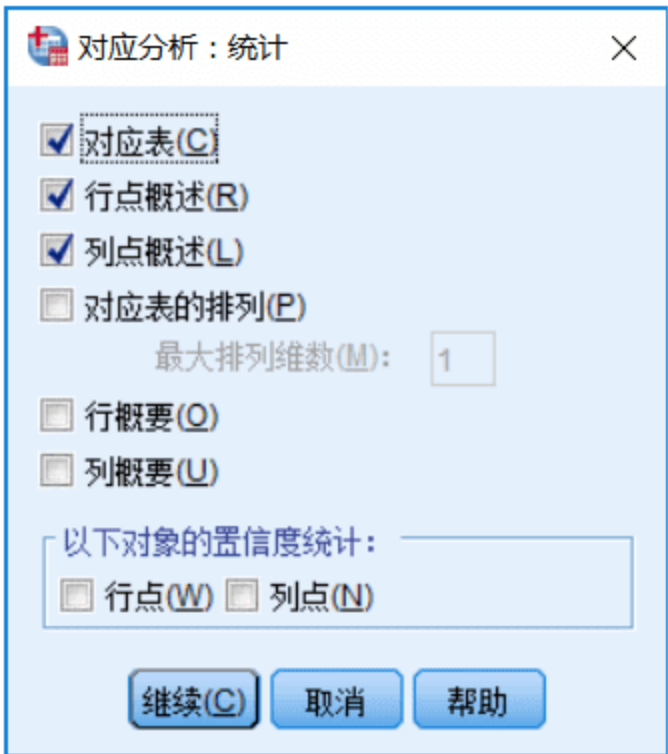 对应分析：统计
对应表(C)
行点概述(R)
列点概述(L)
对应表的排列(P)
最大排列维数(M)： 1
行概要(O)
列概要(U)
以下对象的置信度统计：
行点(W) 列点(N)
继续(C) 取消 帮助